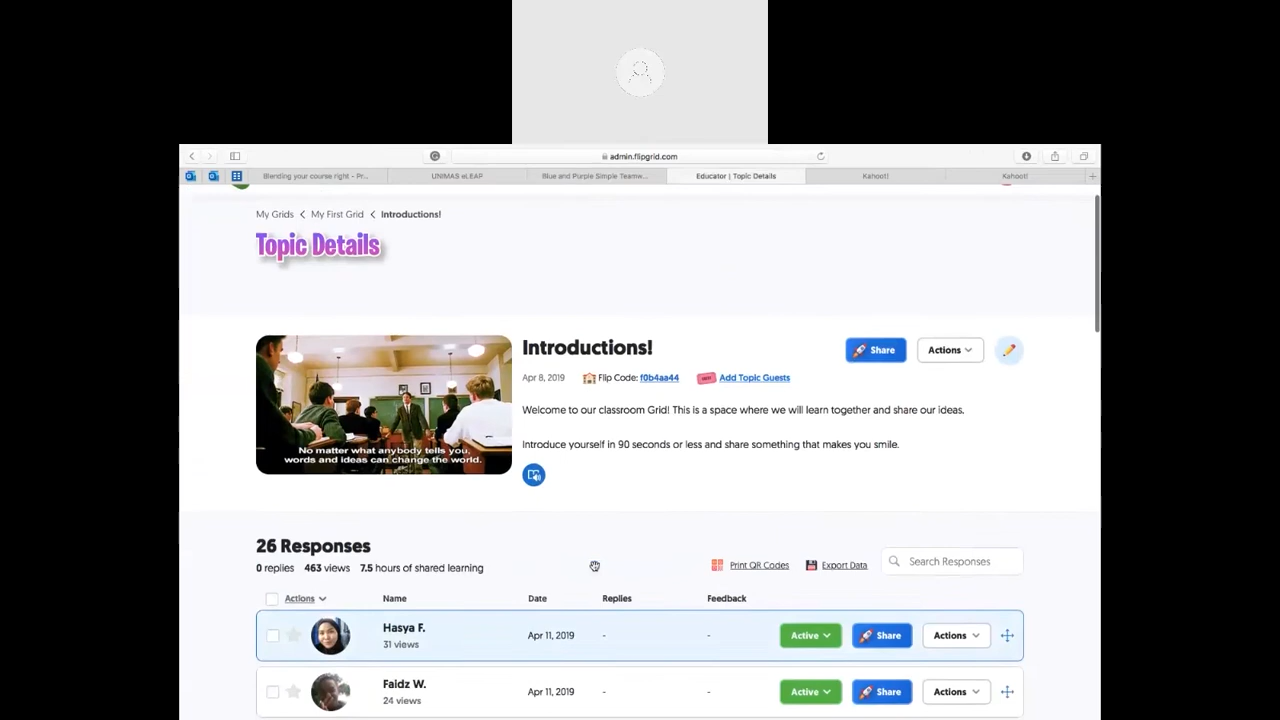 admin.flipgrid.com
Blending your course right - Pr...
UNIMAS eLEAP
Blue and Purple Simple Teamw...
Educator | Topic Details
Kahoot!
Kahoot!
My Grids
My First Grid
Introductions!
Topic Details
Introductions!
Share
Actions
Apr 8, 2019
Flip Code: f0b4aa44
Add Topic Guests
Welcome to our classroom Grid! This is a space where we will learn together and share our ideas.
Introduce yourself in 90 seconds or less and share something that makes you smile.
No matter what anybody tells you,
words and ideas can change the world.
26 Responses
0 replies 463 views 7.5 hours of shared learning
Print QR Codes
Export Data
Search Responses
Actions Name Date Replies Feedback
Hasya F.
31 views
Apr 11, 2019 - - Active Share Actions
Faidz W.
24 views
Apr 11, 2019 - - Active Share Actions